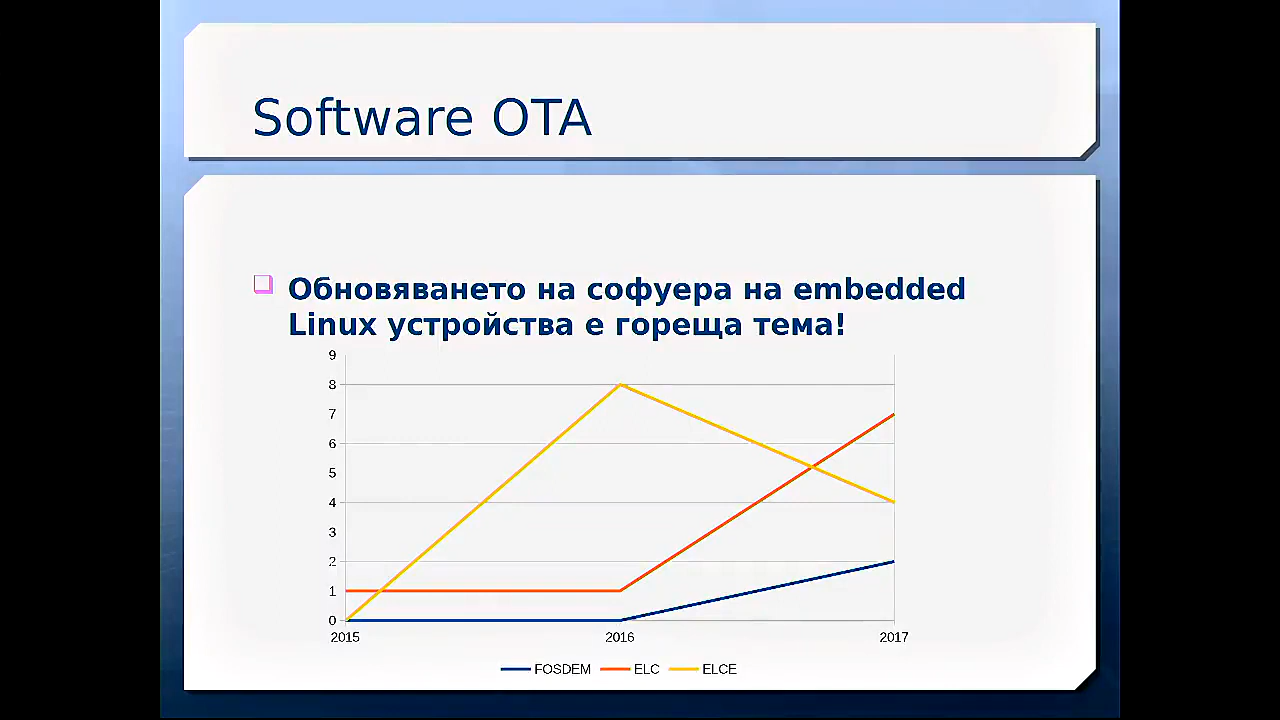 Software OTA
Обновяването на софуера на embedded
Linux устройства е гореща тема!
9
8
7
6
5
4
3
2
1
0
2015 2016 2017
FOSDEM ELC ELCE